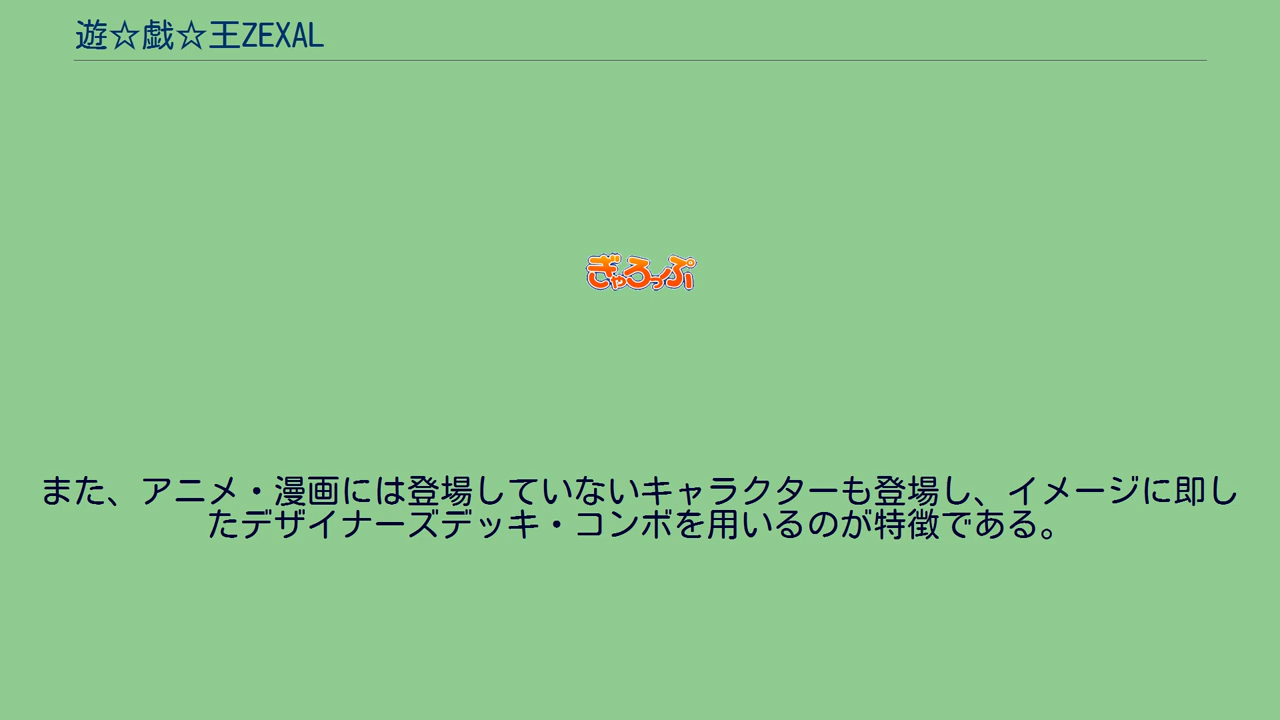 遊☆戯☆王ZEXAL
ぎゃろっぷ
また、アニメ・漫画には登場していないキャラクターも登場し、イメージに即し
たデザイナーズデッキ・コンボを用いるのが特徴である。